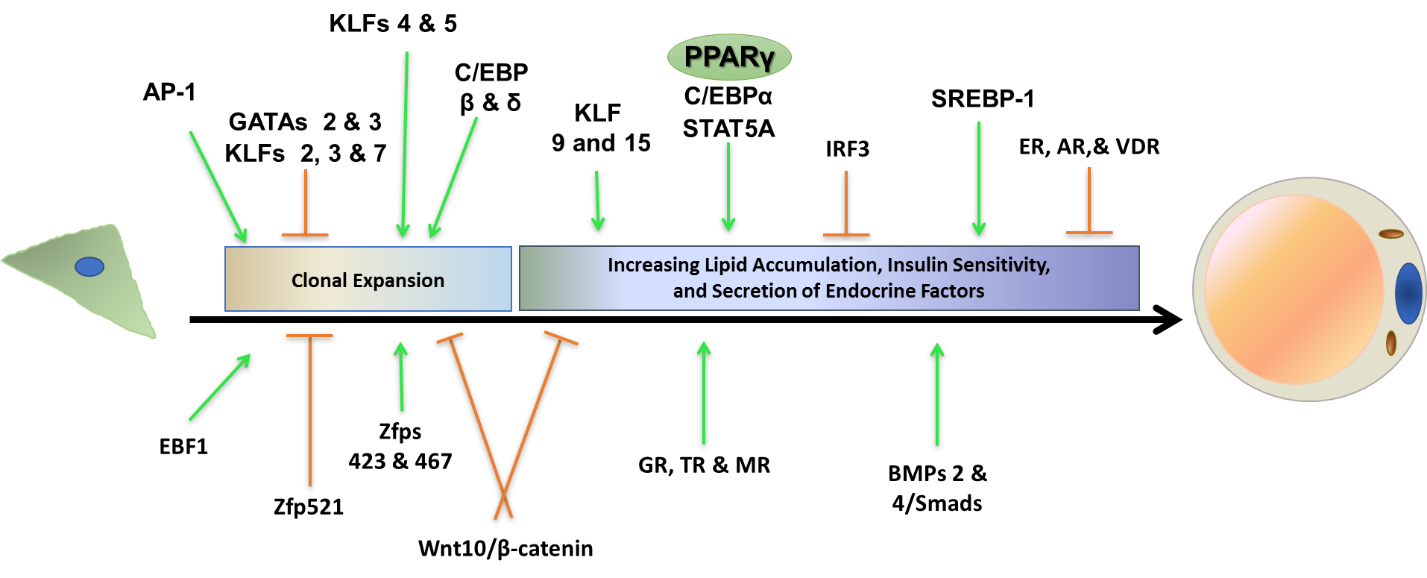 KLFs 4 & 5
AP-1
GATAs 2 & 3
KLFs 2, 3 & 7
C/EBP
β & δ
KLF
9 and 15
PPARγ
C/EBPα
STAT5A
IRF3
SREBP-1
ER, AR,& VDR
Clonal Expansion
Increasing Lipid Accumulation, Insulin Sensitivity,
and Secretion of Endocrine Factors
EBF1
Zfp521
Zfps
423 & 467
Wnt10/β-catenin
GR, TR & MR
BMPs 2 &
4/Smads